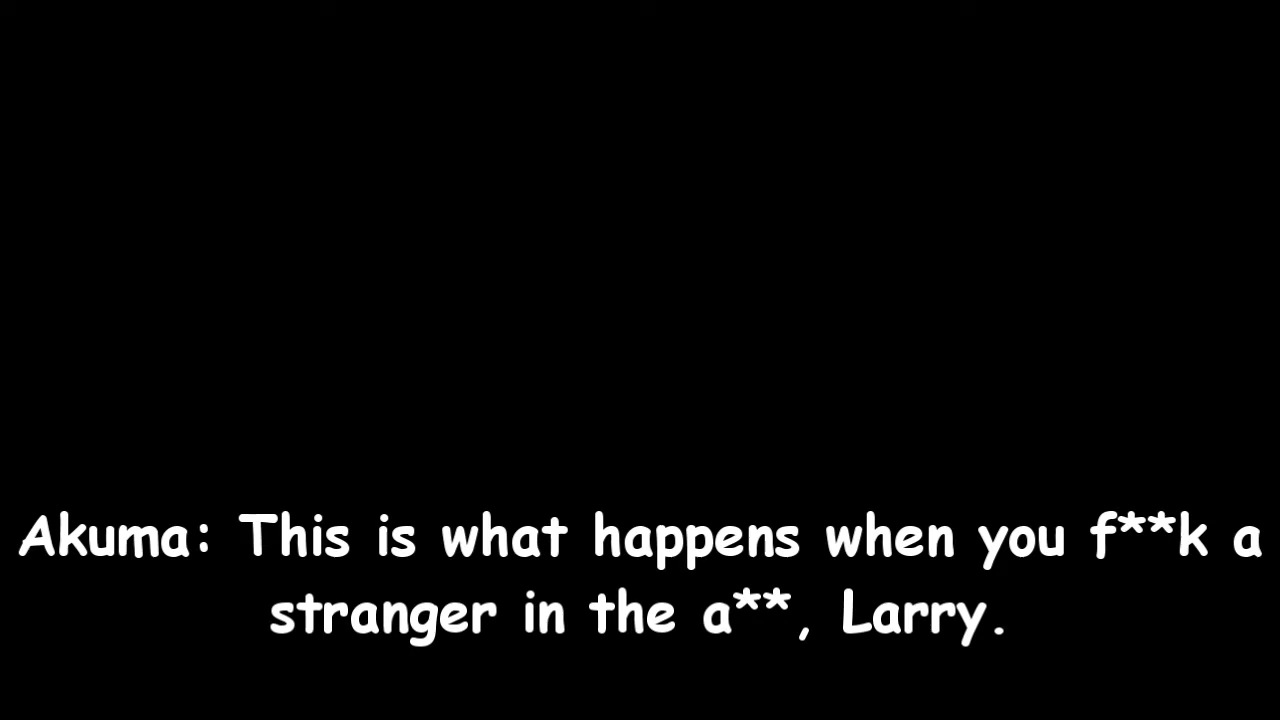 Akuma: This is what happens when you f**k a
stranger in the a**, Larry.